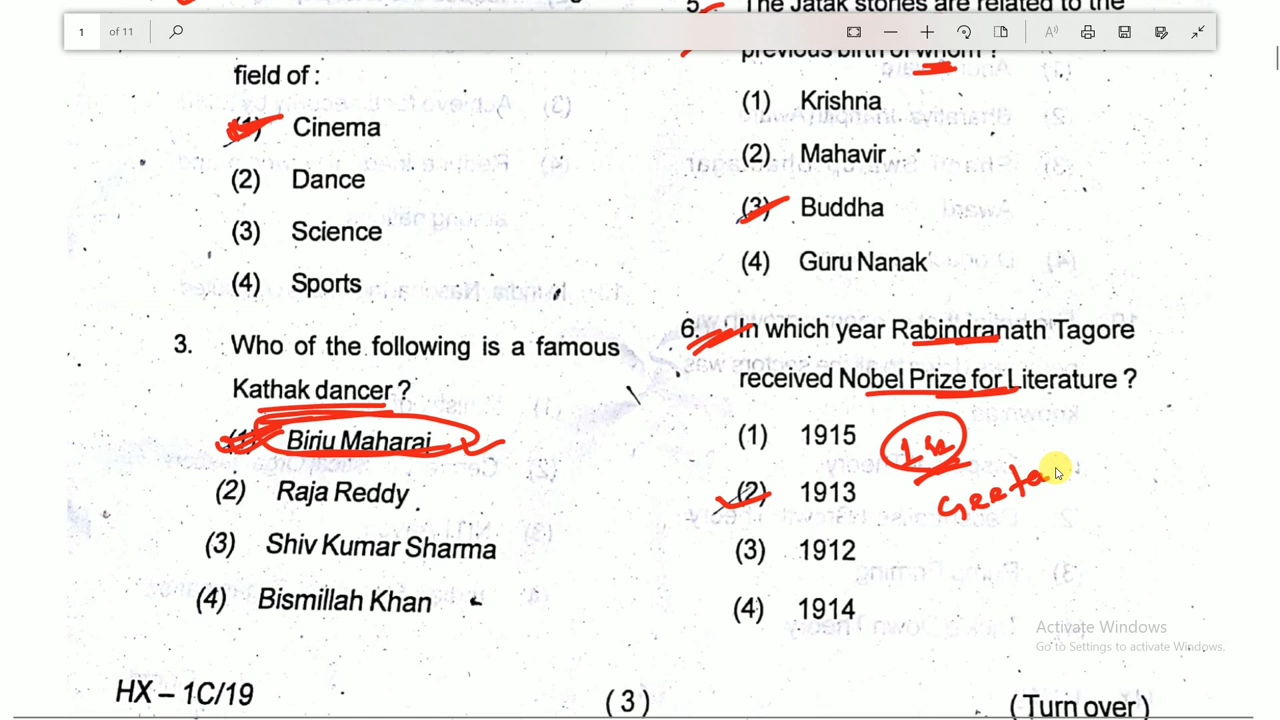 1 of 11
field of :
(1) Cinema
(2) Dance
(3) Science
(4) Sports
3. Who of the following is a famous
Kathak dancer ?
(1) Birju Maharaj
(2) Raja Reddy
(3) Shiv Kumar Sharma
(4) Bismillah Khan
HX – 1C/19
5. The Jatak stories are related to the
previous birth of whom ?
(1) Krishna
(2) Mahavir
(3) Buddha
(4) Guru Nanak
6. In which year Rabindranath Tagore
received Nobel Prize for Literature ?
(1) 1915
1st
(2) 1913
Geeta
(3) 1912
(4) 1914
Activate Windows
Go to Settings to activate Windows.
( 3 )
(Turn over)